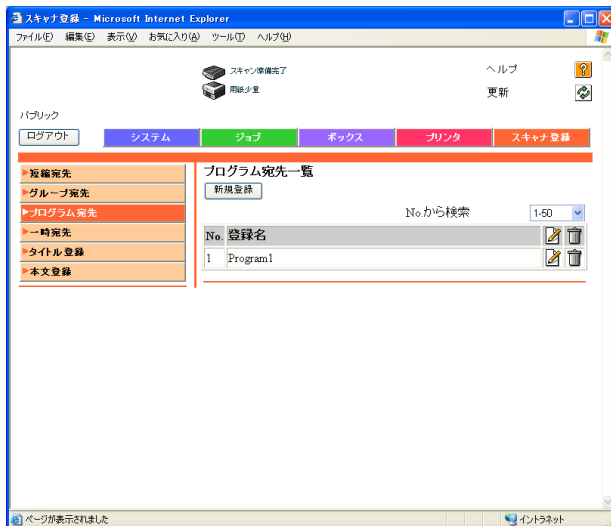 スキャナ登録 - Microsoft Internet Explorer
ファイル(F) 編集(E) 表示(V) お気に入り(A) ツール(T) ヘルプ(H)
スキャン準備完了
ヘルプ
用紙少量
更新
パブリック
ログアウト
システム
ジョブ
ボックス
プリンタ
スキャナ登録
短縮宛先
グループ宛先
プログラム宛先
一時宛先
タイトル登録
本文登録
プログラム宛先一覧
新規登録
No.から検索
1-50
No. 登録名
1 Program1
ページが表示されました
イントラネット